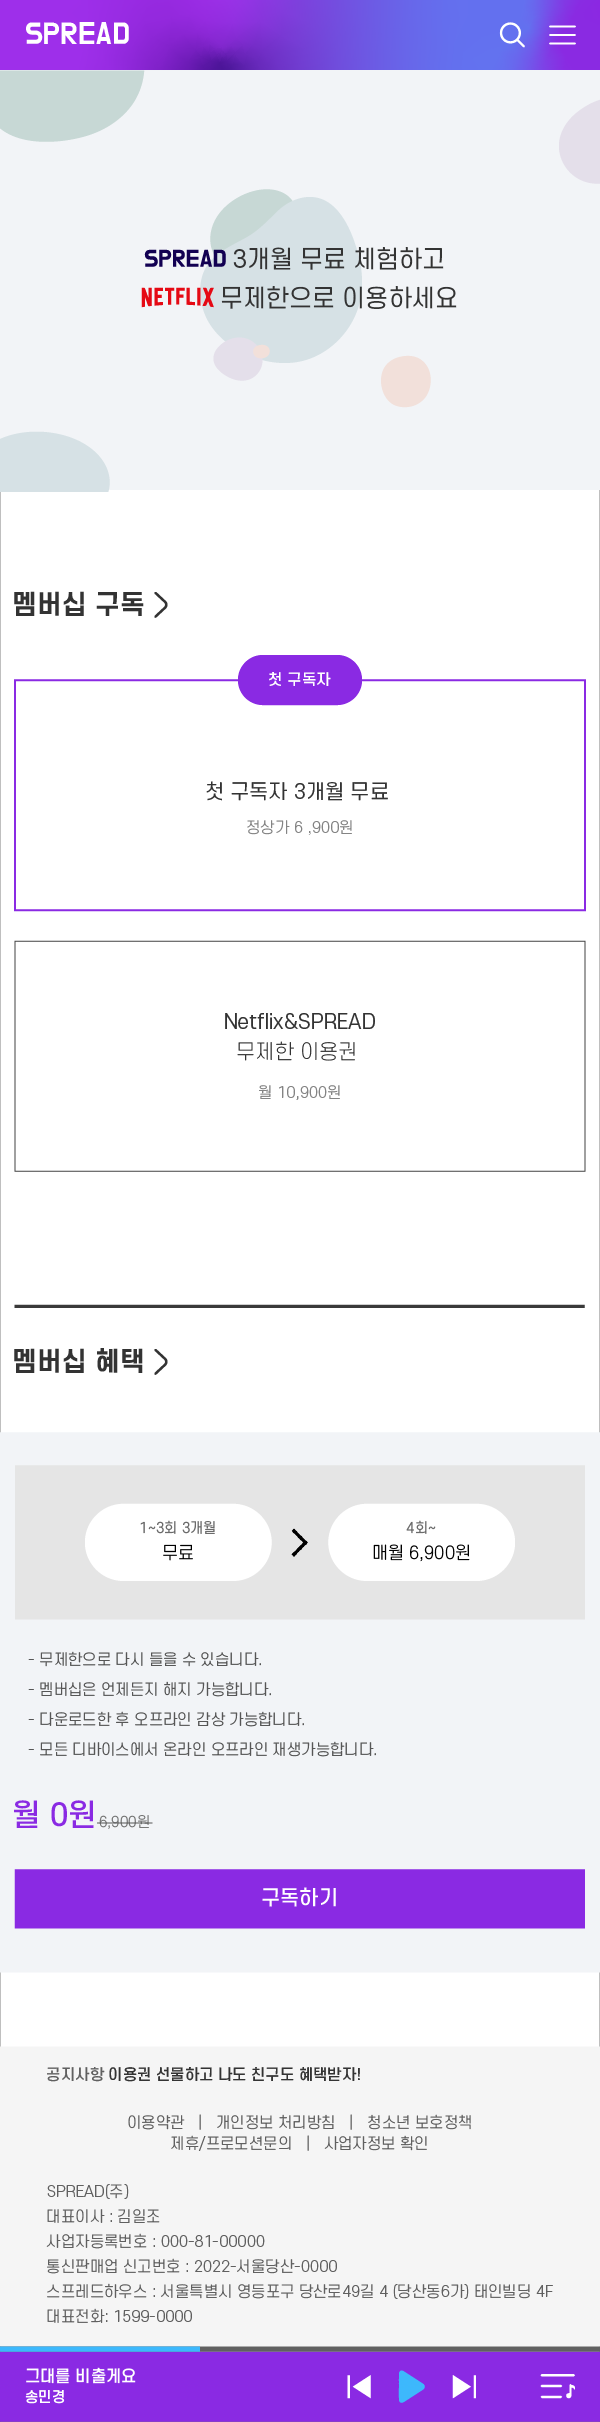 SPREAD
SPREAD 3개월 무료 체험하고
NETFLIX 무제한으로 이용하세요
멤버십 구독
첫 구독자
첫 구독자 3개월 무료
정상가 6 ,900원
Netflix&SPREAD
무제한 이용권
월 10,900원
멤버십 혜택
1~3회 3개월
무료
4회~
매월 6,900원
- 무제한으로 다시 들을 수 있습니다.
- 멤버십은 언제든지 해지 가능합니다.
- 다운로드한 후 오프라인 감상 가능합니다.
- 모든 디바이스에서 온라인 오프라인 재생가능합니다.
월 0원 6,900원
구독하기
공지사항 이용권 선물하고 나도 친구도 혜택받자!
이용약관 | 개인정보 처리방침 | 청소년 보호정책
제휴/프로모션문의 | 사업자정보 확인
SPREAD(주)
대표이사 : 김일조
사업자등록번호 : 000-81-00000
통신판매업 신고번호 : 2022-서울당산-0000
스프레드하우스 : 서울특별시 영등포구 당산로49길 4 (당산동6가) 태인빌딩 4F
대표전화: 1599-0000
그대를 비출게요
송민경